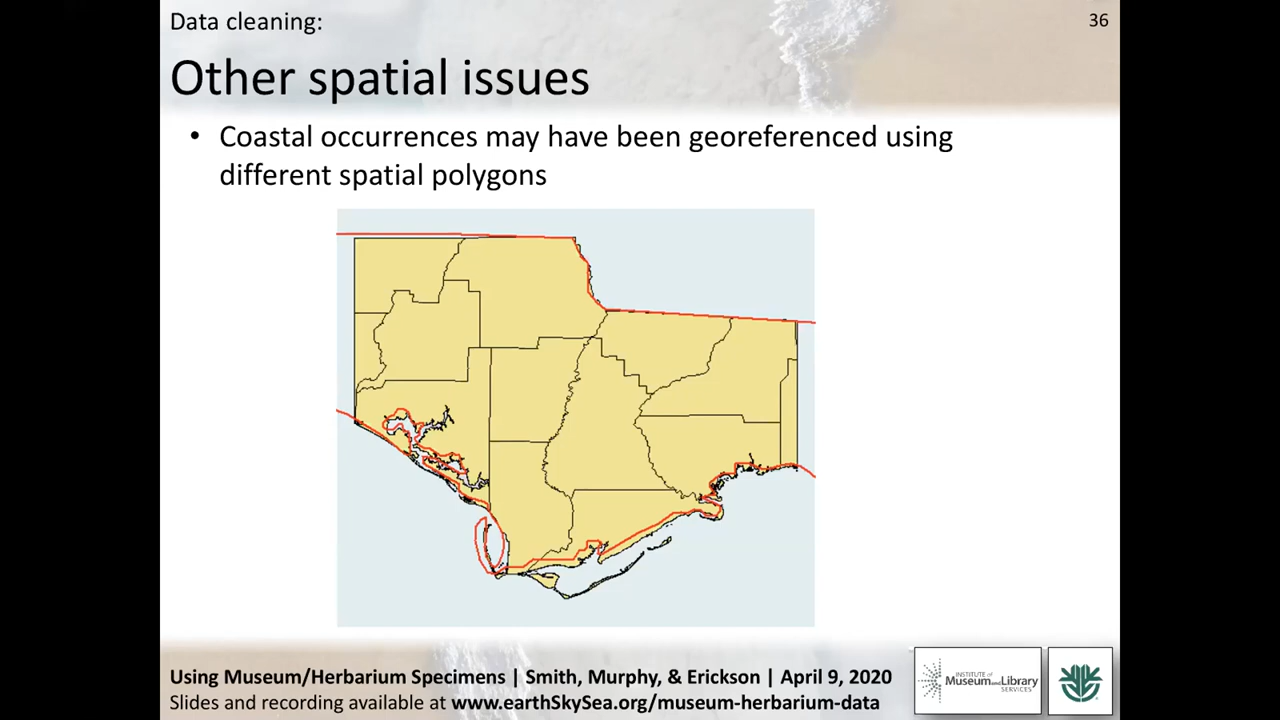 Data cleaning:
36
Other spatial issues
• Coastal occurrences may have been georeferenced using
different spatial polygons
Using Museum/Herbarium Specimens | Smith, Murphy, & Erickson | April 9, 2020
Slides and recording available at www.earthSkySea.org/museum-herbarium-data
INSTITUTE of
Museum and Library
SERVICES